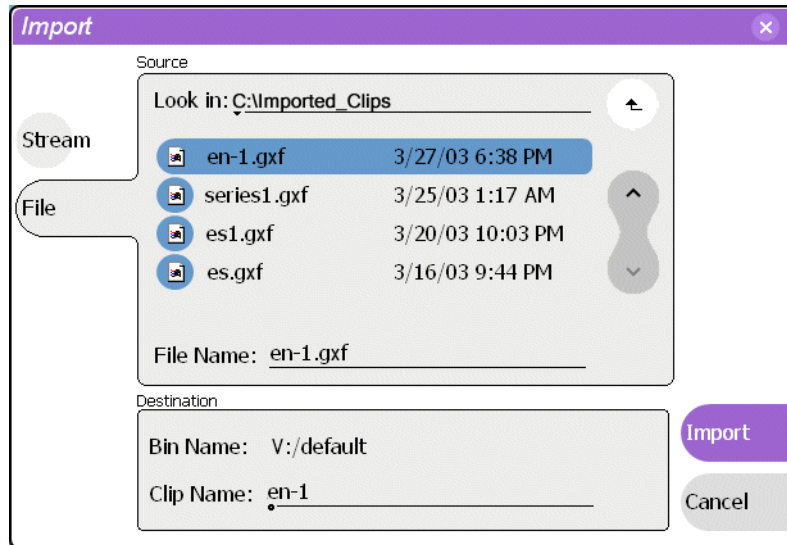 Import
Source
Look in: C:\Imported_Clips
Stream
en-1.gxf 3/27/03 6:38 PM
File
series1.gxf 3/25/03 1:17 AM
es1.gxf 3/20/03 10:03 PM
es.gxf 3/16/03 9:44 PM
File Name: en-1.gxf
Destination
Bin Name: V:/default
Clip Name: en-1
Import
Cancel